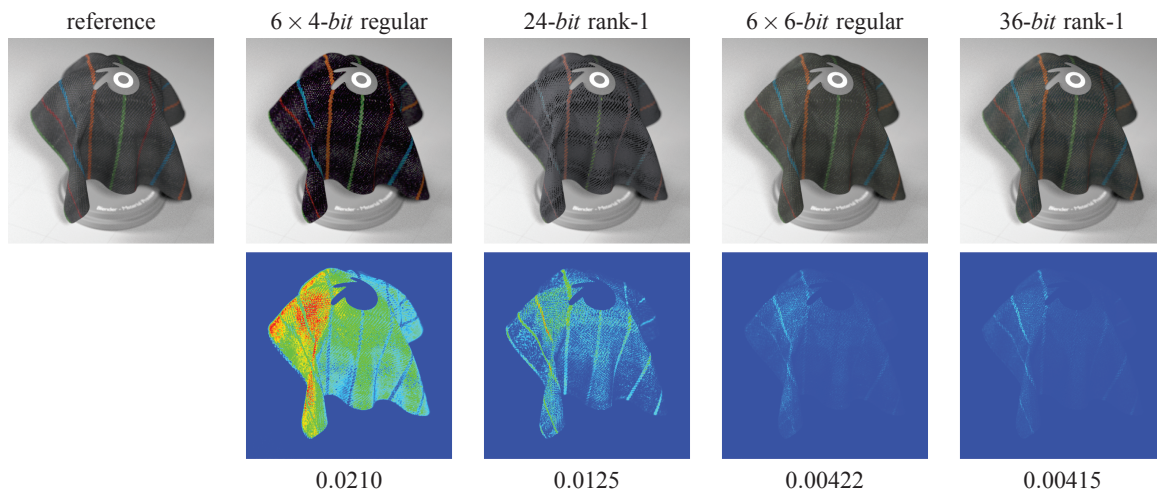 reference
6 × 4-bit regular
24-bit rank-1
6 × 6-bit regular
36-bit rank-1
0.0210
0.0125
0.00422
0.00415